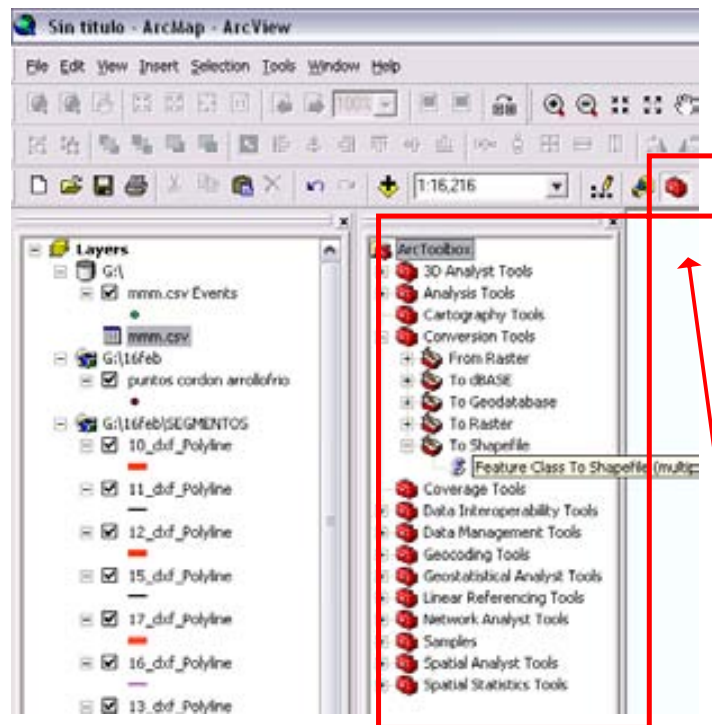 Sin titulo - ArcMap - ArcView
File Edit View Insert Selection Tools Window Help
100%
1:16,216
Layers
G:\
mmm.csv Events
mmm.csv
G:\16feb
puntos cordon arrollofrio
G:\16feb\SEGMENTOS
10_dxf_Polyline
11_dxf_Polyline
12_dxf_Polyline
15_dxf_Polyline
17_dxf_Polyline
16_dxf_Polyline
13_dxf_Polyline
ArcToolbox
3D Analyst Tools
Analysis Tools
Cartography Tools
Conversion Tools
From Raster
To dBASE
To Geodatabase
To Raster
To Shapefile
Feature Class To Shapefile (multip
Coverage Tools
Data Interoperability Tools
Data Management Tools
Geocoding Tools
Geostatistical Analyst Tools
Linear Referencing Tools
Network Analyst Tools
Samples
Spatial Analyst Tools
Spatial Statistics Tools